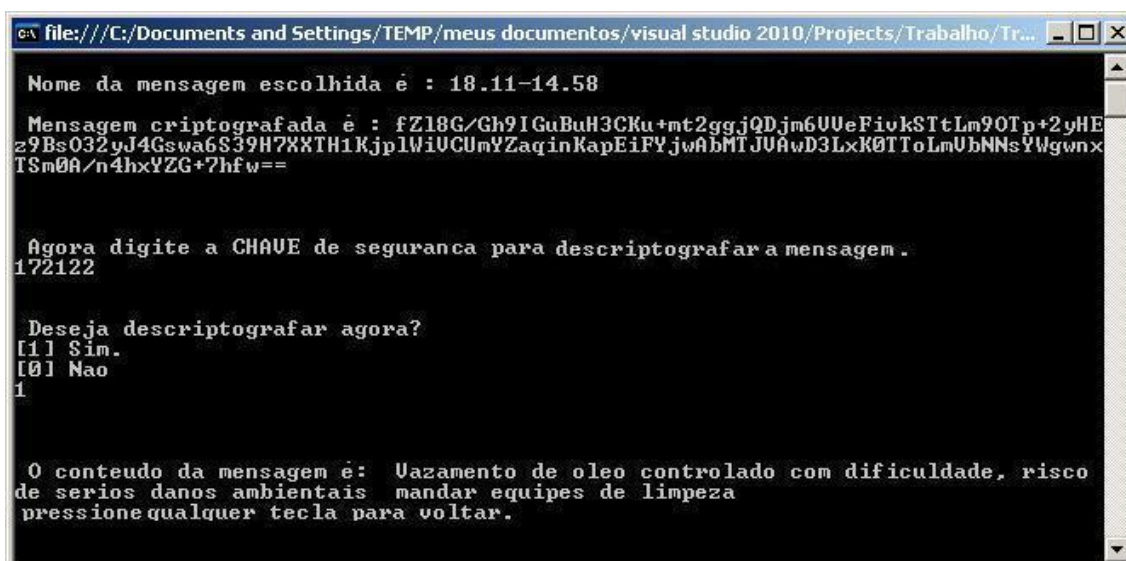 file:///C:/Documents and Settings/TEMP/meus documentos/visual studio 2010/Projects/Trabalho/Tr...
Nome da mensagem escolhida é : 18.11-14.58
Mensagem criptografada é : fZl8G/Gh9IGuBuH3CKu+mt2ggjQDjm6VVeFivkSTtLm9OTp+2yHE
z9BsO32yJ4Gswa6S39H7XXTH1KjplWiVCUmYZaqinKapEiFYjwAbMTJVAwD3LxK0TToLmVbNNsYWgwnx
TSm0A/n4hxYZG+7hfw==
Agora digite a CHAVE de seguranca para descriptografar a mensagem.
172122
Deseja descriptografar agora?
[1] Sim.
[0] Nao
1
O conteudo da mensagem é:  Vazamento de oleo controlado com dificuldade, risco
de serios danos ambientais  mandar equipes de limpeza
pressione qualquer tecla para voltar.